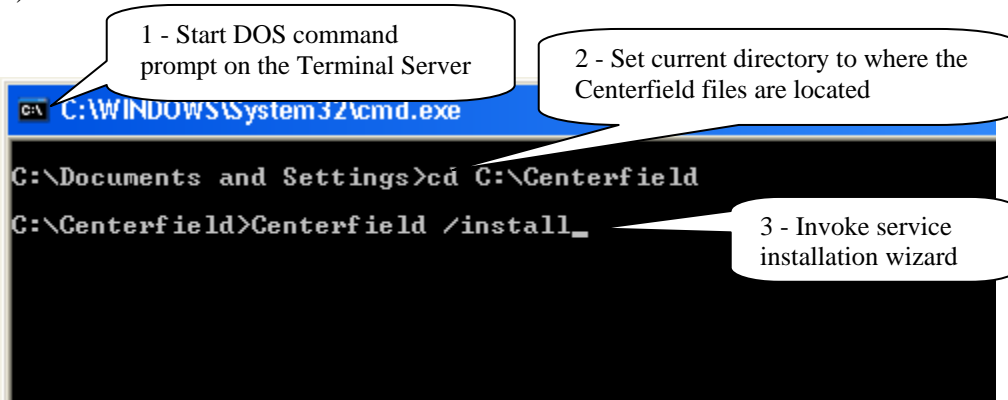 1 - Start DOS command
prompt on the Terminal Server
2 - Set current directory to where the
Centerfield files are located
C:\WINDOWS\System32\cmd.exe
C:\Documents and Settings>cd C:\Centerfield
C:\Centerfield>Centerfield /install_
3 - Invoke service
installation wizard